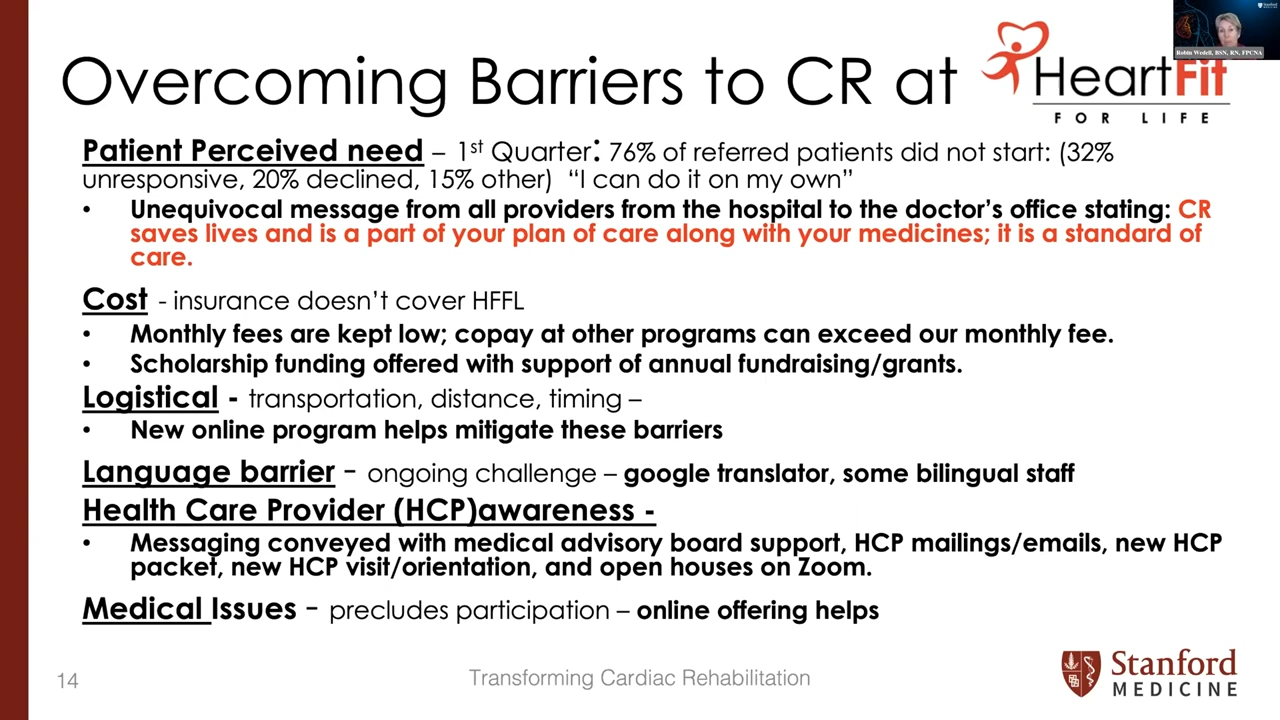 Stanford
Robin Wedell, BSN, RN, FPCNA
Overcoming Barriers to CR at HeartFit
FOR LIFE
Patient Perceived need – 1st Quarter: 76% of referred patients did not start: (32%
unresponsive, 20% declined, 15% other) “I can do it on my own”
• Unequivocal message from all providers from the hospital to the doctor’s office stating: CR
saves lives and is a part of your plan of care along with your medicines; it is a standard of
care.
Cost - insurance doesn’t cover HFFL
• Monthly fees are kept low; copay at other programs can exceed our monthly fee.
• Scholarship funding offered with support of annual fundraising/grants.
Logistical - transportation, distance, timing –
• New online program helps mitigate these barriers
Language barrier - ongoing challenge – google translator, some bilingual staff
Health Care Provider (HCP)awareness -
• Messaging conveyed with medical advisory board support, HCP mailings/emails, new HCP
packet, new HCP visit/orientation, and open houses on Zoom.
Medical Issues - precludes participation – online offering helps
14
Transforming Cardiac Rehabilitation
Stanford
MEDICINE